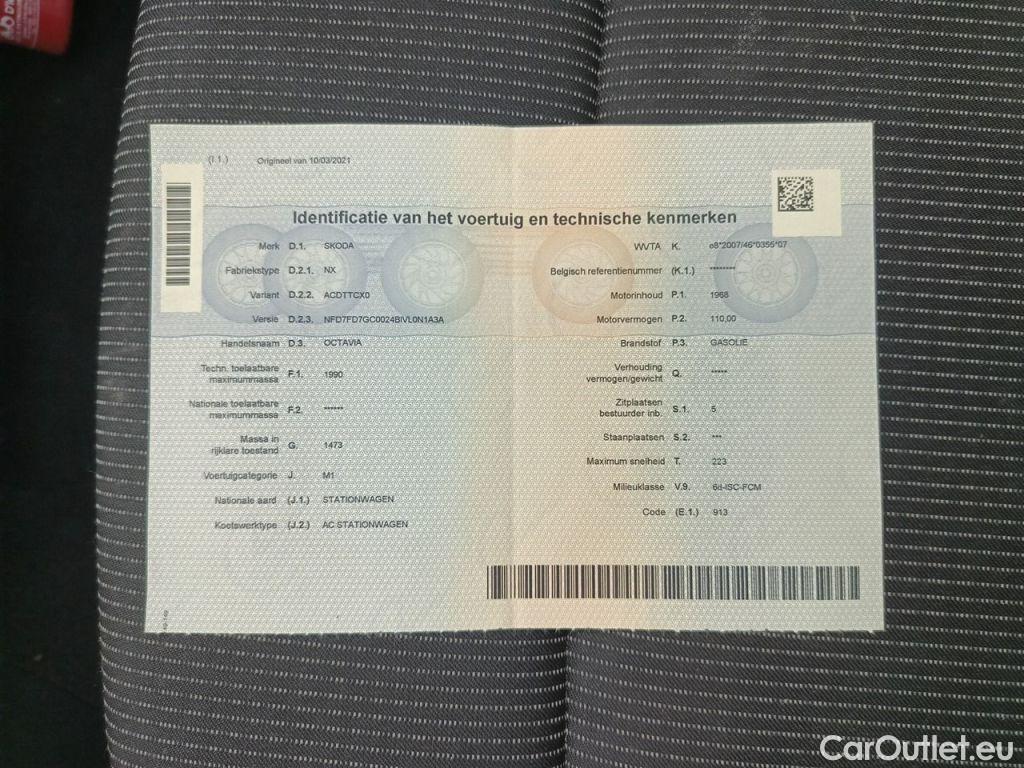 (I.1.) Origineel van 10/03/2021
Identificatie van het voertuig en technische kenmerken
Merk D.1. SKODA
Fabriekstype D.2.1. NX
Variant D.2.2. ACDTTCX0
Versie D.2.3. NFD7FD7GC0024BIVL0N1A3A
Handelsnaam D.3. OCTAVIA
Techn. toelaatbare
maximummassa F.1. 1990
Nationale toelaatbare
maximummassa F.2. ******
Massa in
rijklare toestand G. 1473
Voertuigcategorie J. M1
Nationale aard (J.1.) STATIONWAGEN
Koetswerktype (J.2.) AC STATIONWAGEN
WVTA K. e8*2007/46*0355*07
Belgisch referentienummer (K.1.) ********
Motorinhoud P.1. 1968
Motorvermogen P.2. 110,00
Brandstof P.3. GASOLIE
Verhouding
vermogen/gewicht Q. *****
Zitplaatsen
bestuurder inb. S.1. 5
Staanplaatsen S.2. ***
Maximum snelheid T. 223
Milieuklasse V.9. 6d-ISC-FCM
Code (E.1.) 913
CarOutlet.eu